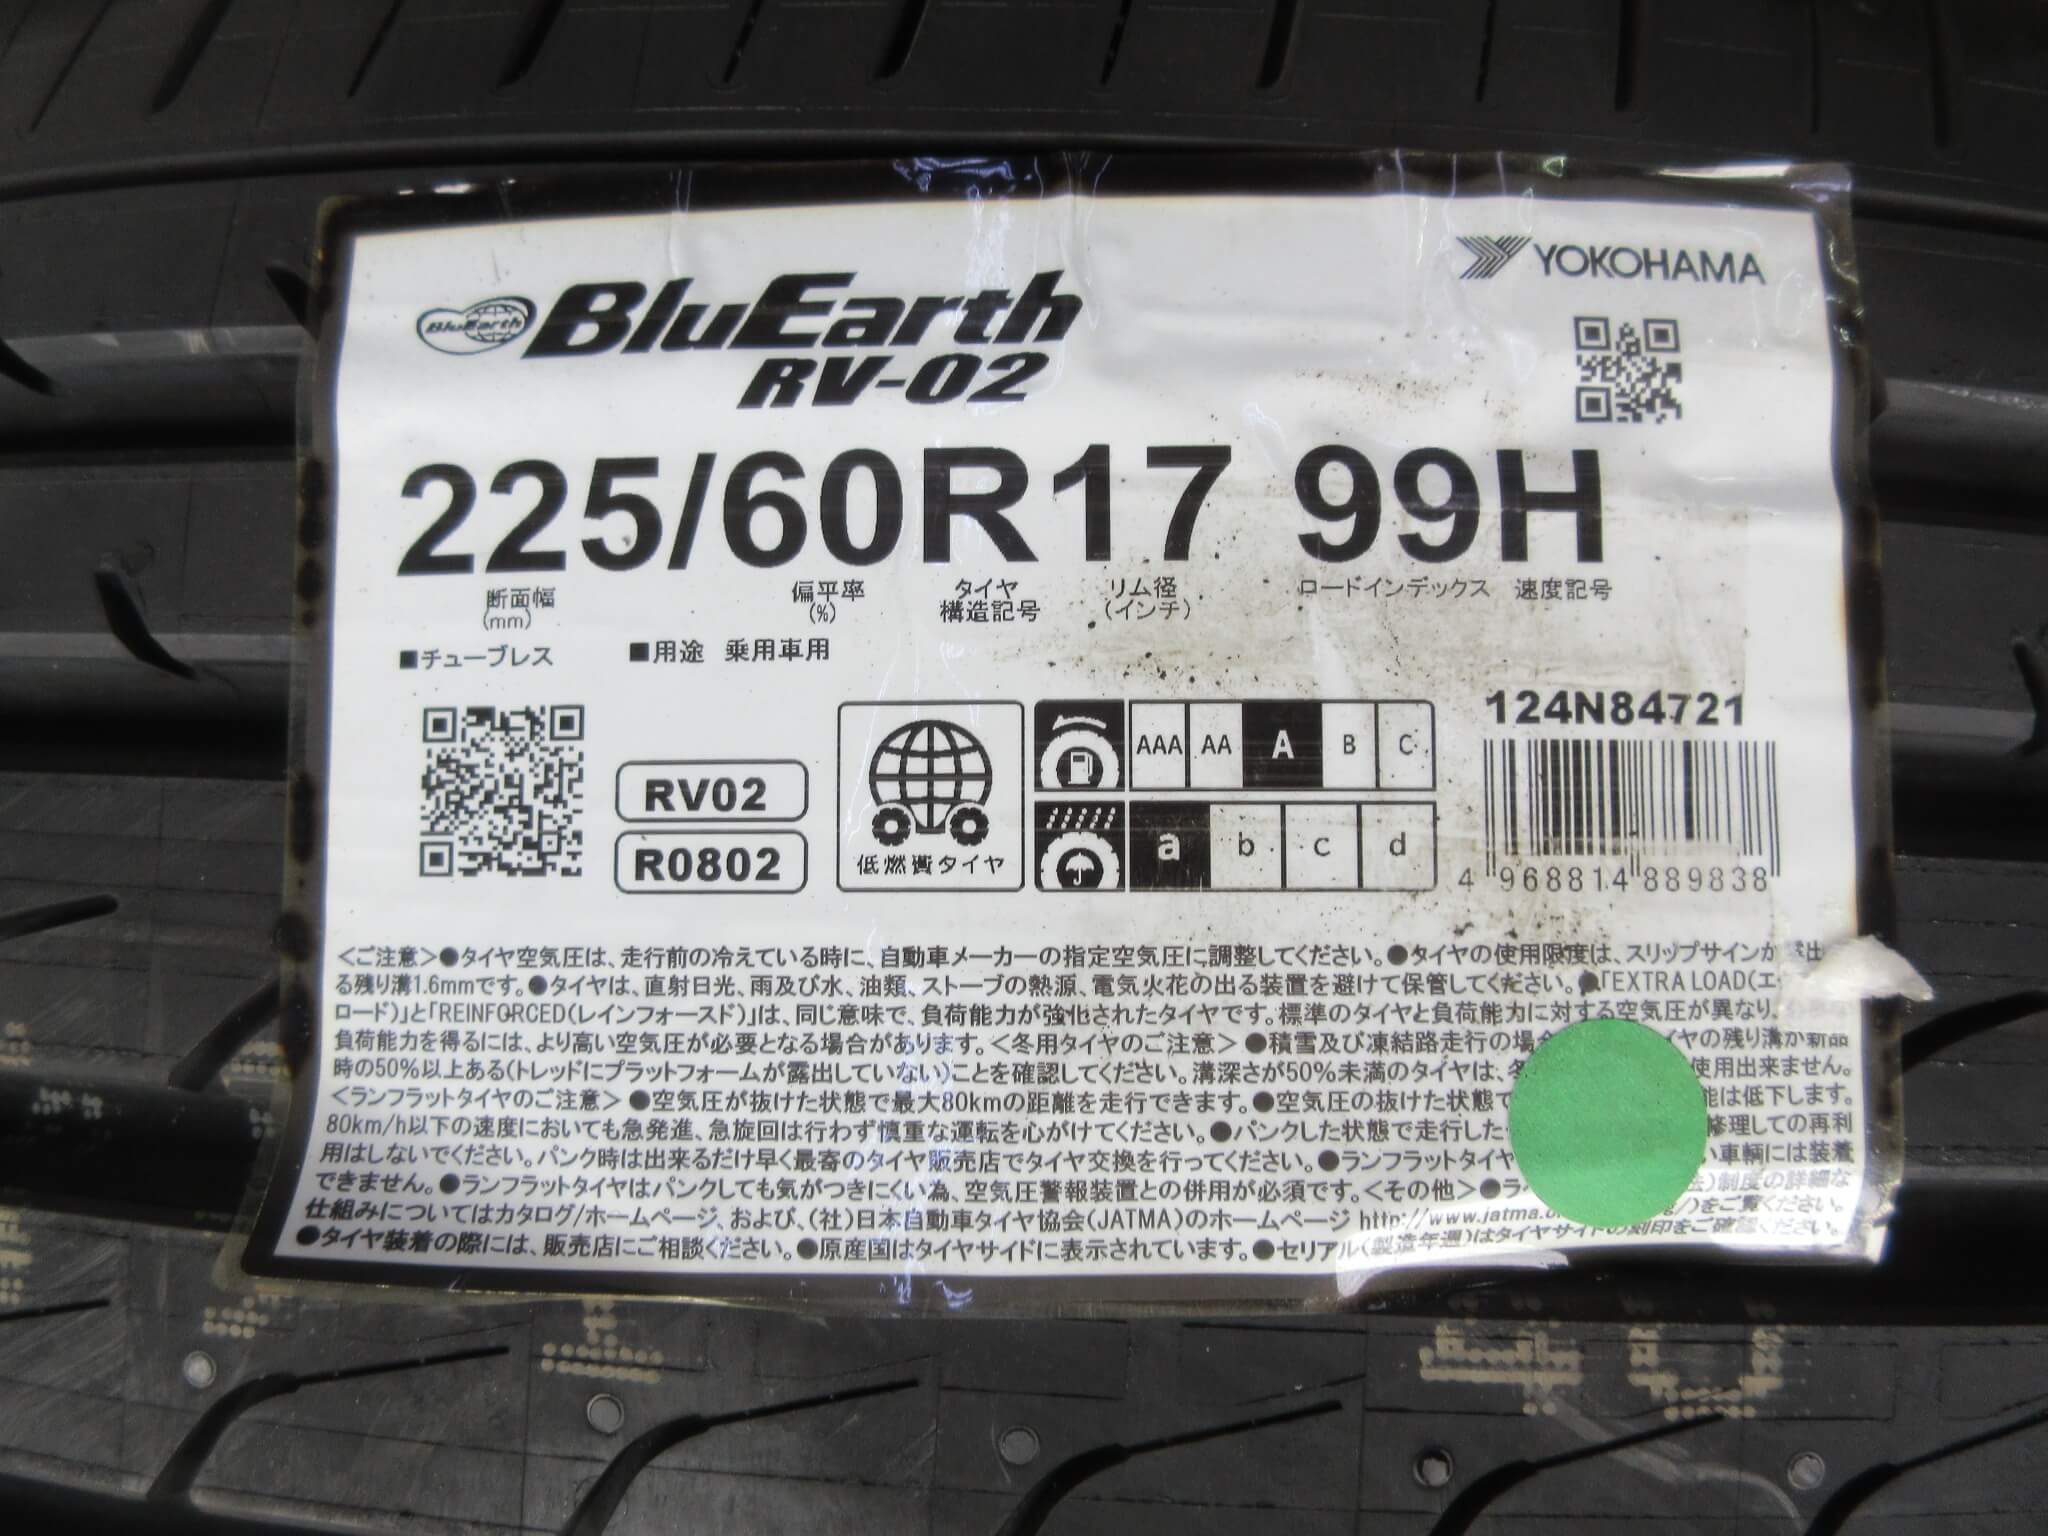 YOKOHAMA
BluEarth BluEarth
RV-02
225/60R17 99H
断面幅 偏平率 タイヤ リム径 ロードインデックス 速度記号
(mm) (%) 構造記号 (インチ)
■チューブレス ■用途 乗用車用
124N84721
RV02
R0802
低燃費タイヤ
AAA AA A B C
a b c d
4 968814 889838
<ご注意>●タイヤ空気圧は、走行前の冷えている時に、自動車メーカーの指定空気圧に調整してください。●タイヤの使用限度は、スリップサインが露出
る残り溝1.6mmです。●タイヤは、直射日光、雨及び水、油類、ストーブの熱源、電気火花の出る装置を避けて保管してください。●「EXTRA LOAD(エ
ロード)」と「REINFORCED(レインフォースド)」は、同じ意味で、負荷能力が強化されたタイヤです。標準のタイヤと負荷能力に対する空気圧が異なり、
負荷能力を得るには、より高い空気圧が必要となる場合があります。<冬用タイヤのご注意>●積雪及び凍結路走行の場合 イヤの残り溝が新品
時の50%以上ある(トレッドにプラットフォームが露出していない)ことを確認してください。溝深さが50%未満のタイヤは、冬 使用出来ません。
<ランフラットタイヤのご注意>●空気圧が抜けた状態で最大80kmの距離を走行できます。●空気圧の抜けた状態で 能は低下します。
80km/h以下の速度においても急発進、急旋回は行わず慎重な運転を心がけてください。●パンクした状態で走行した 修理しての再利
用はしないでください。パンク時は出来るだけ早く最寄のタイヤ販売店でタイヤ交換を行ってください。●ランフラットタイヤ い車輌には装着
できません。●ランフラットタイヤはパンクしても気がつきにくい為、空気圧警報装置との併用が必須です。<その他>●ラ )制度の詳細な
仕組みについてはカタログ/ホームページ、および、(社)日本自動車タイヤ協会(JATMA)のホームページ http://www.jatma.o /)をご覧ください。
●タイヤ装着の際には、販売店にご相談ください。●原産国はタイヤサイドに表示されています。●セリアル(製造年週)はタイヤサイドの刻印をご確認ください。